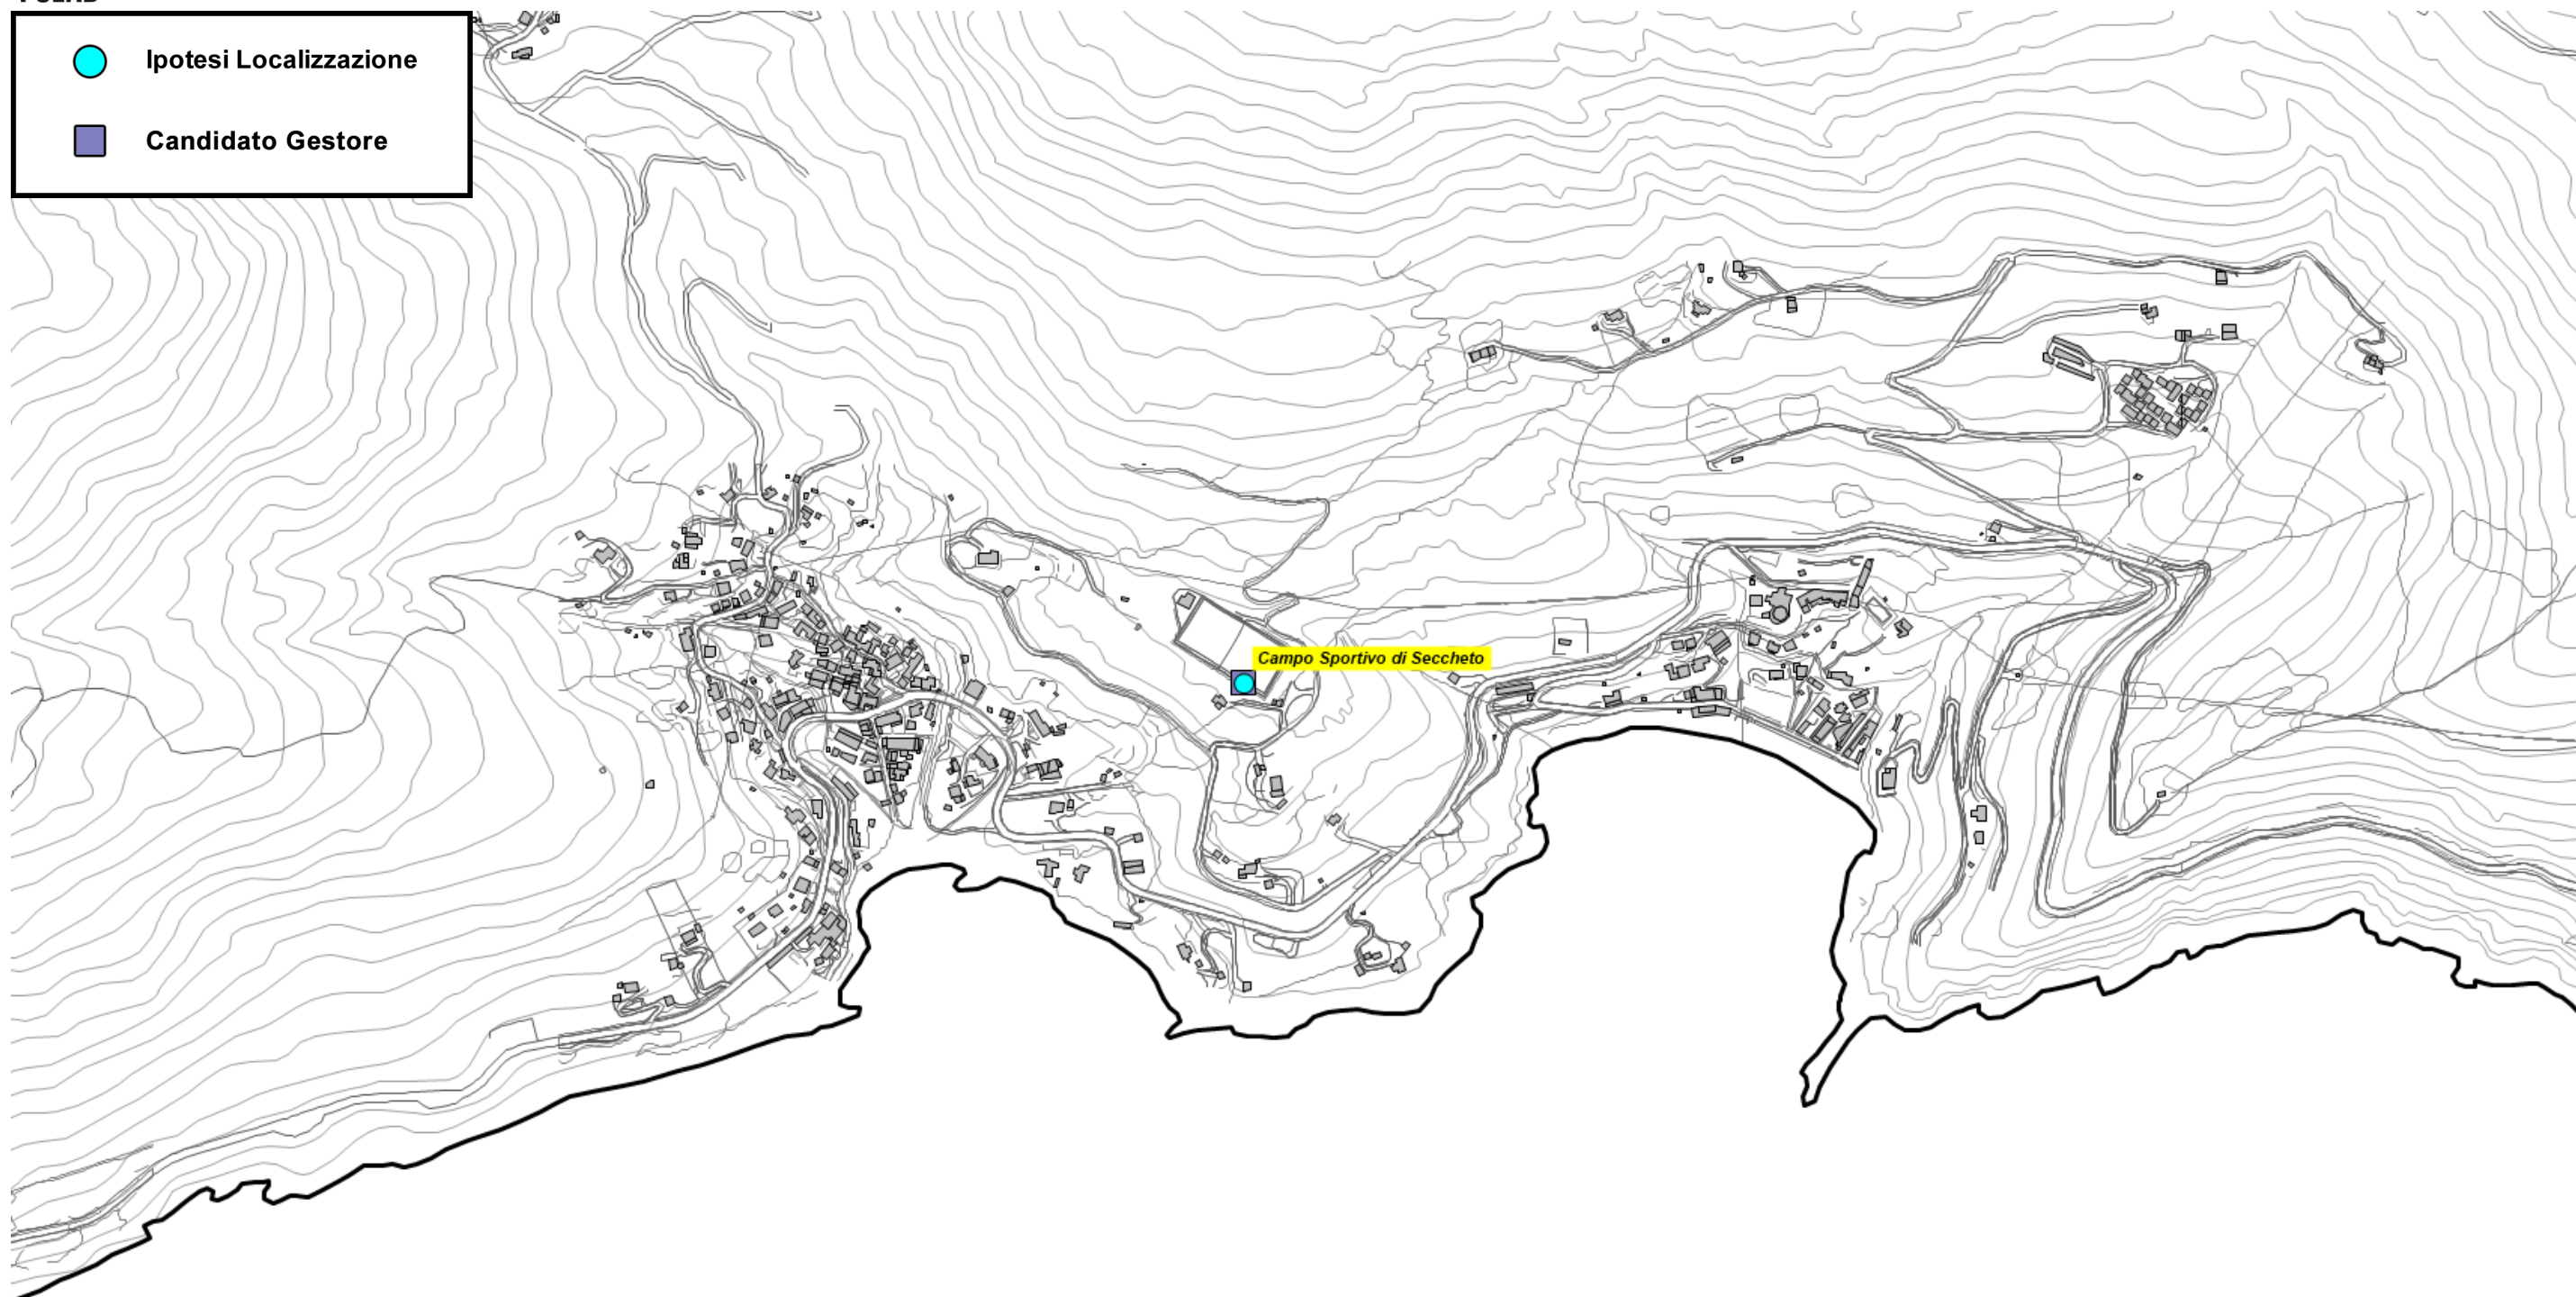 Ipotesi Localizzazione
Candidato Gestore
Campo Sportivo di Seccheto